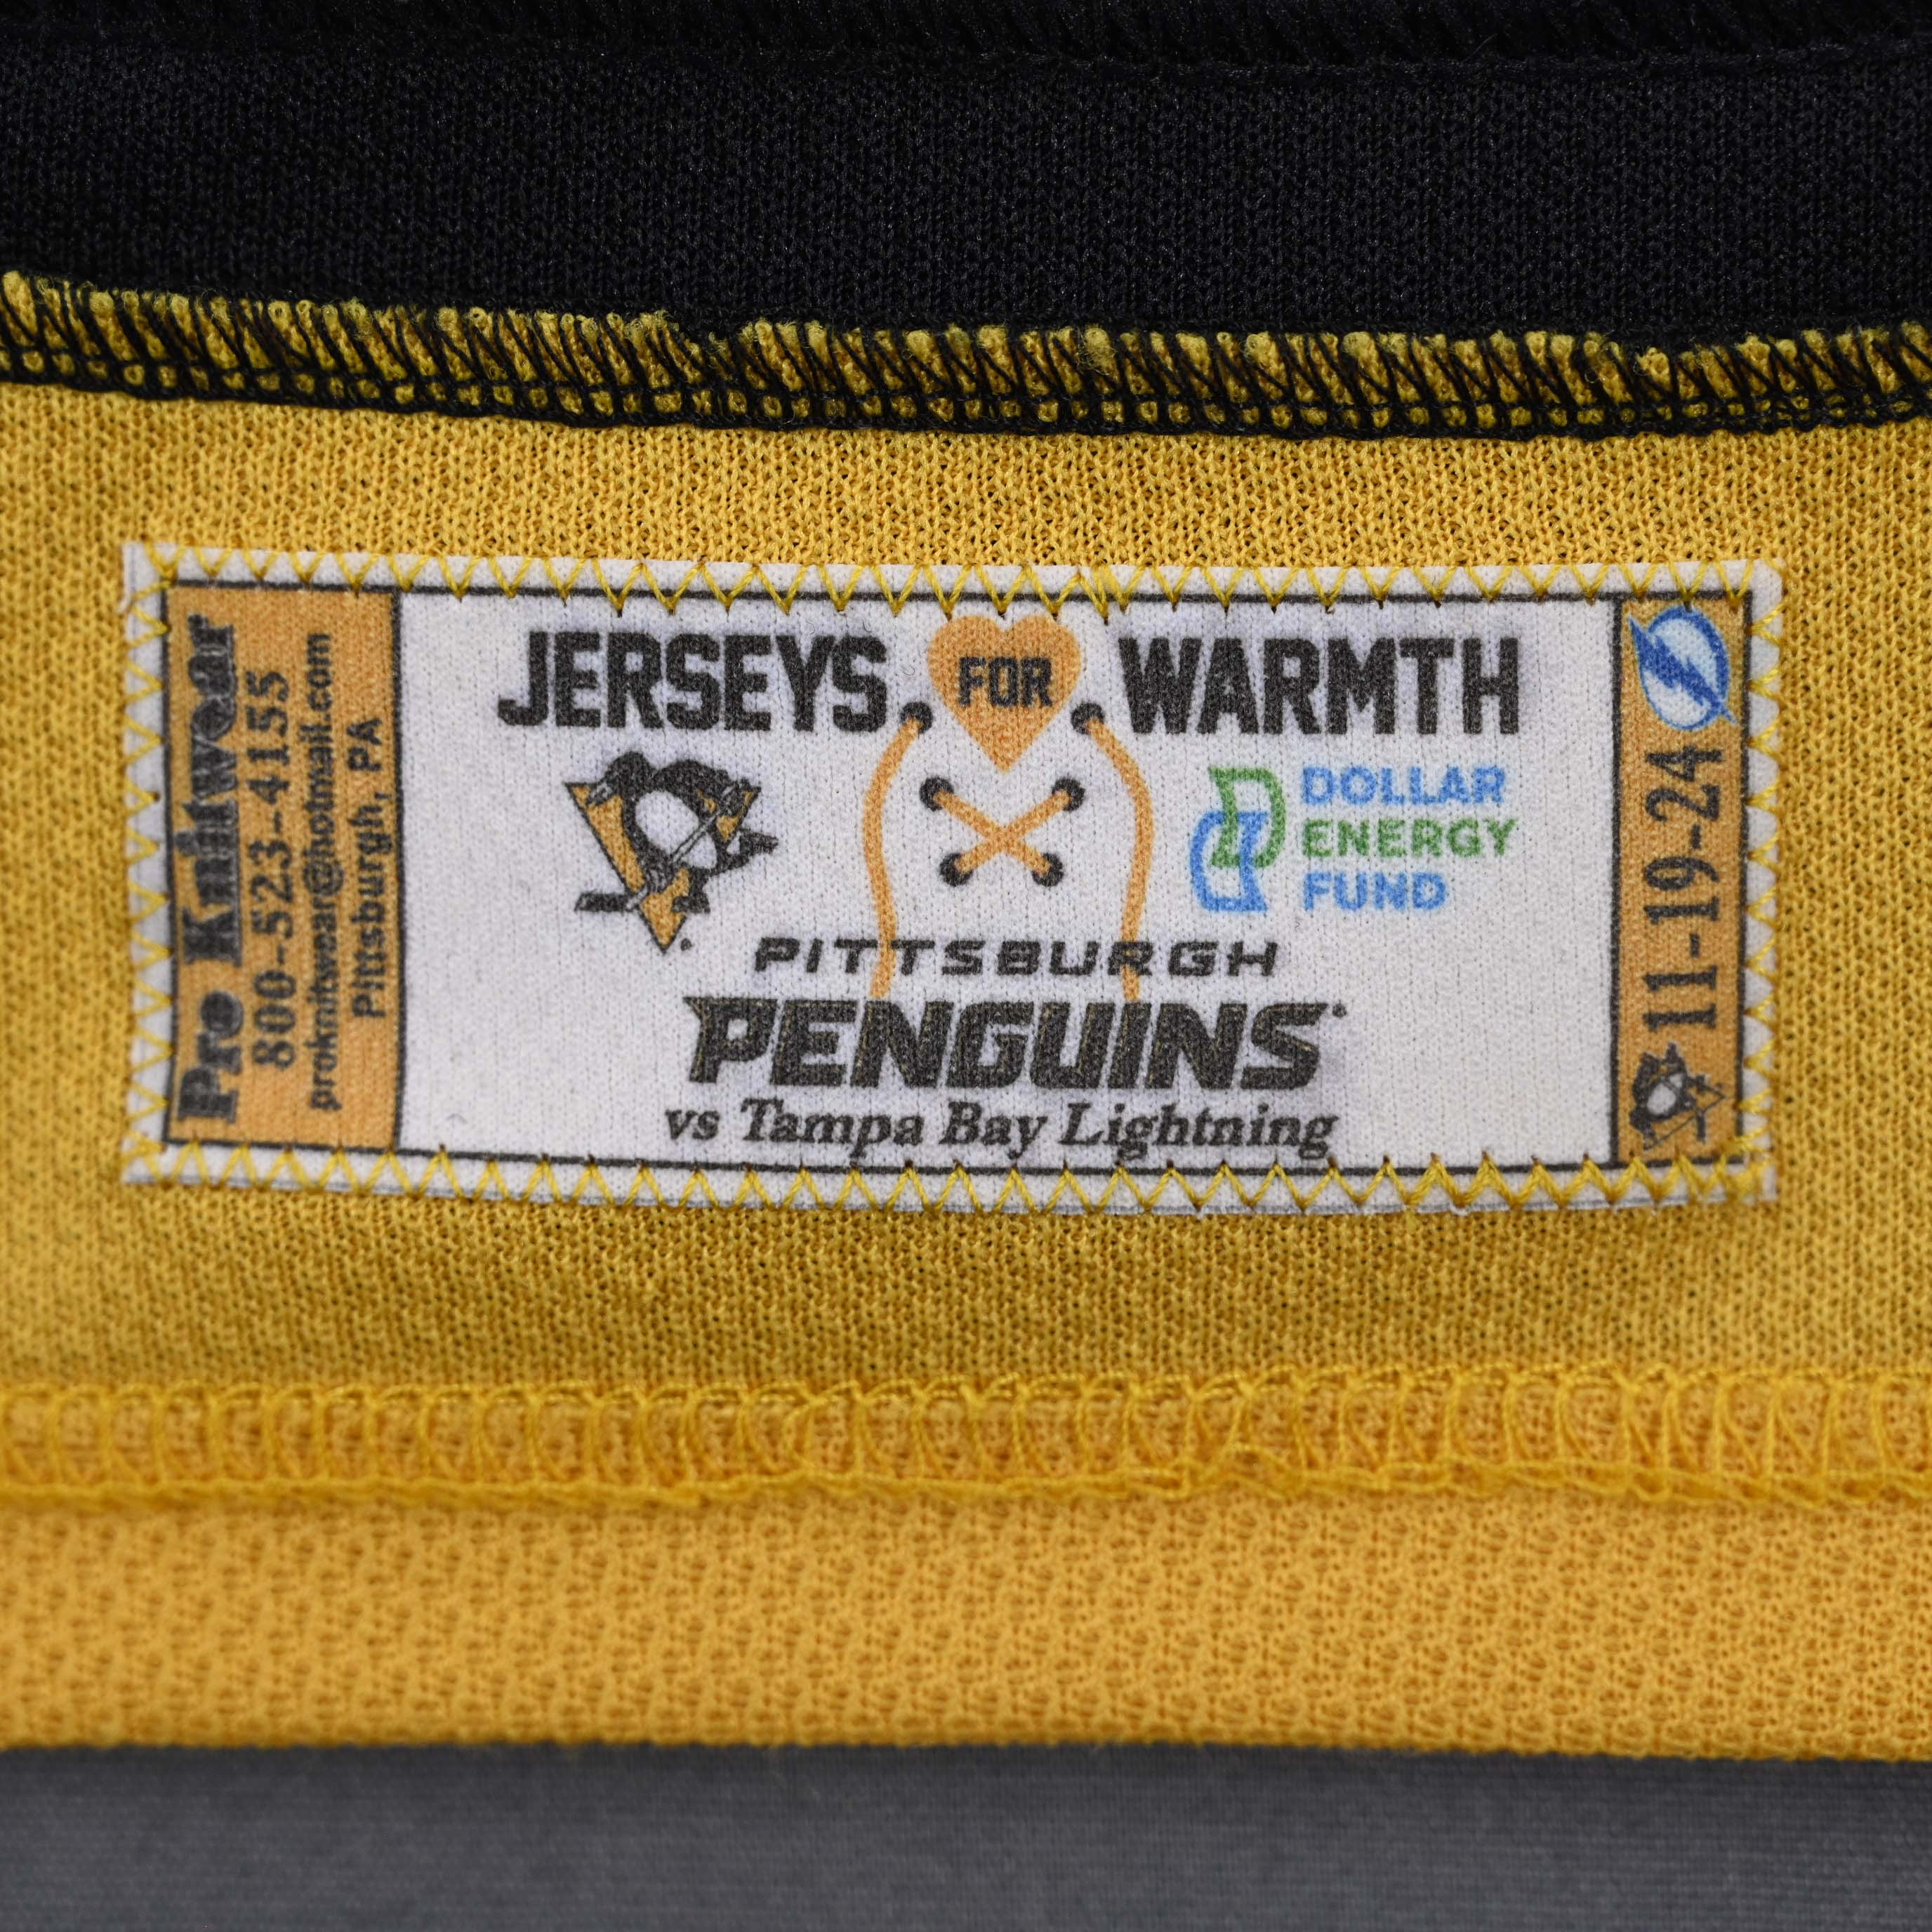 Pro Knitwear
800-523-4155
proknitswear@hotmail.com
Pittsburgh, PA
JERSEYS FOR WARMTH
DOLLAR
ENERGY
FUND
PITTSBURGH
PENGUINS
vs Tampa Bay Lightning
11-19-24